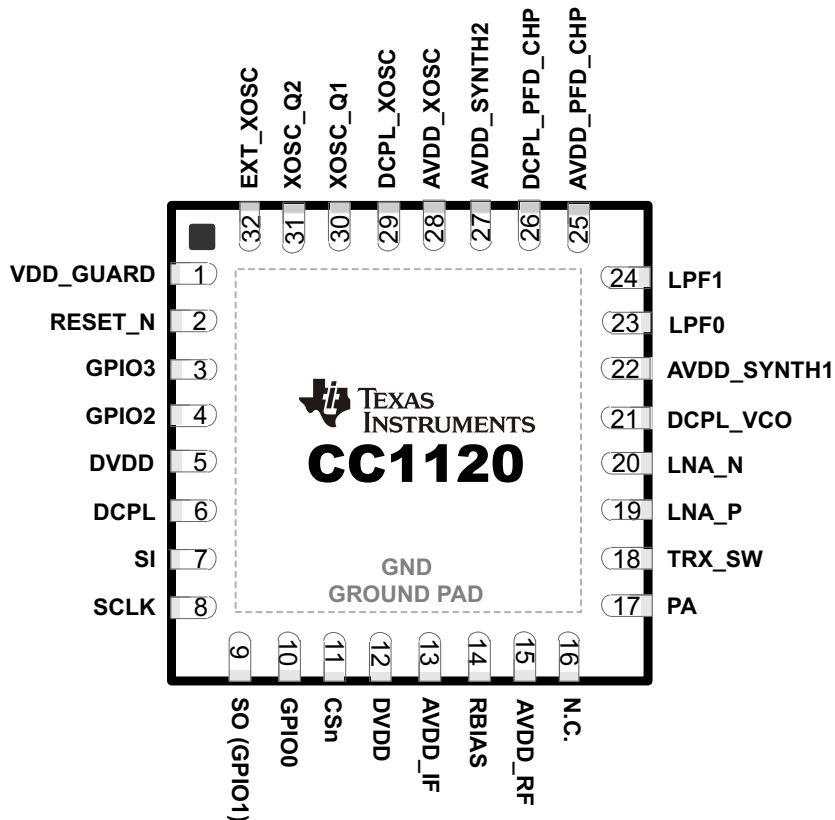 EXT_XOSC
XOSC_Q2
XOSC_Q1
DCPL_XOSC
AVDD_XOSC
AVDD_SYNTH2
DCPL_PFD_CHP
AVDD_PFD_CHP
32
31
30
29
28
27
26
25
VDD_GUARD 1
RESET_N 2
GPIO3 3
GPIO2 4
DVDD 5
DCPL 6
SI 7
SCLK 8
24 LPF1
23 LPF0
22 AVDD_SYNTH1
21 DCPL_VCO
20 LNA_N
19 LNA_P
18 TRX_SW
17 PA
TEXAS
INSTRUMENTS
CC1120
GND
GROUND PAD
9
10
11
12
13
14
15
16
SO (GPIO1)
GPIO0
CSn
DVDD
AVDD_IF
RBIAS
AVDD_RF
N.C.